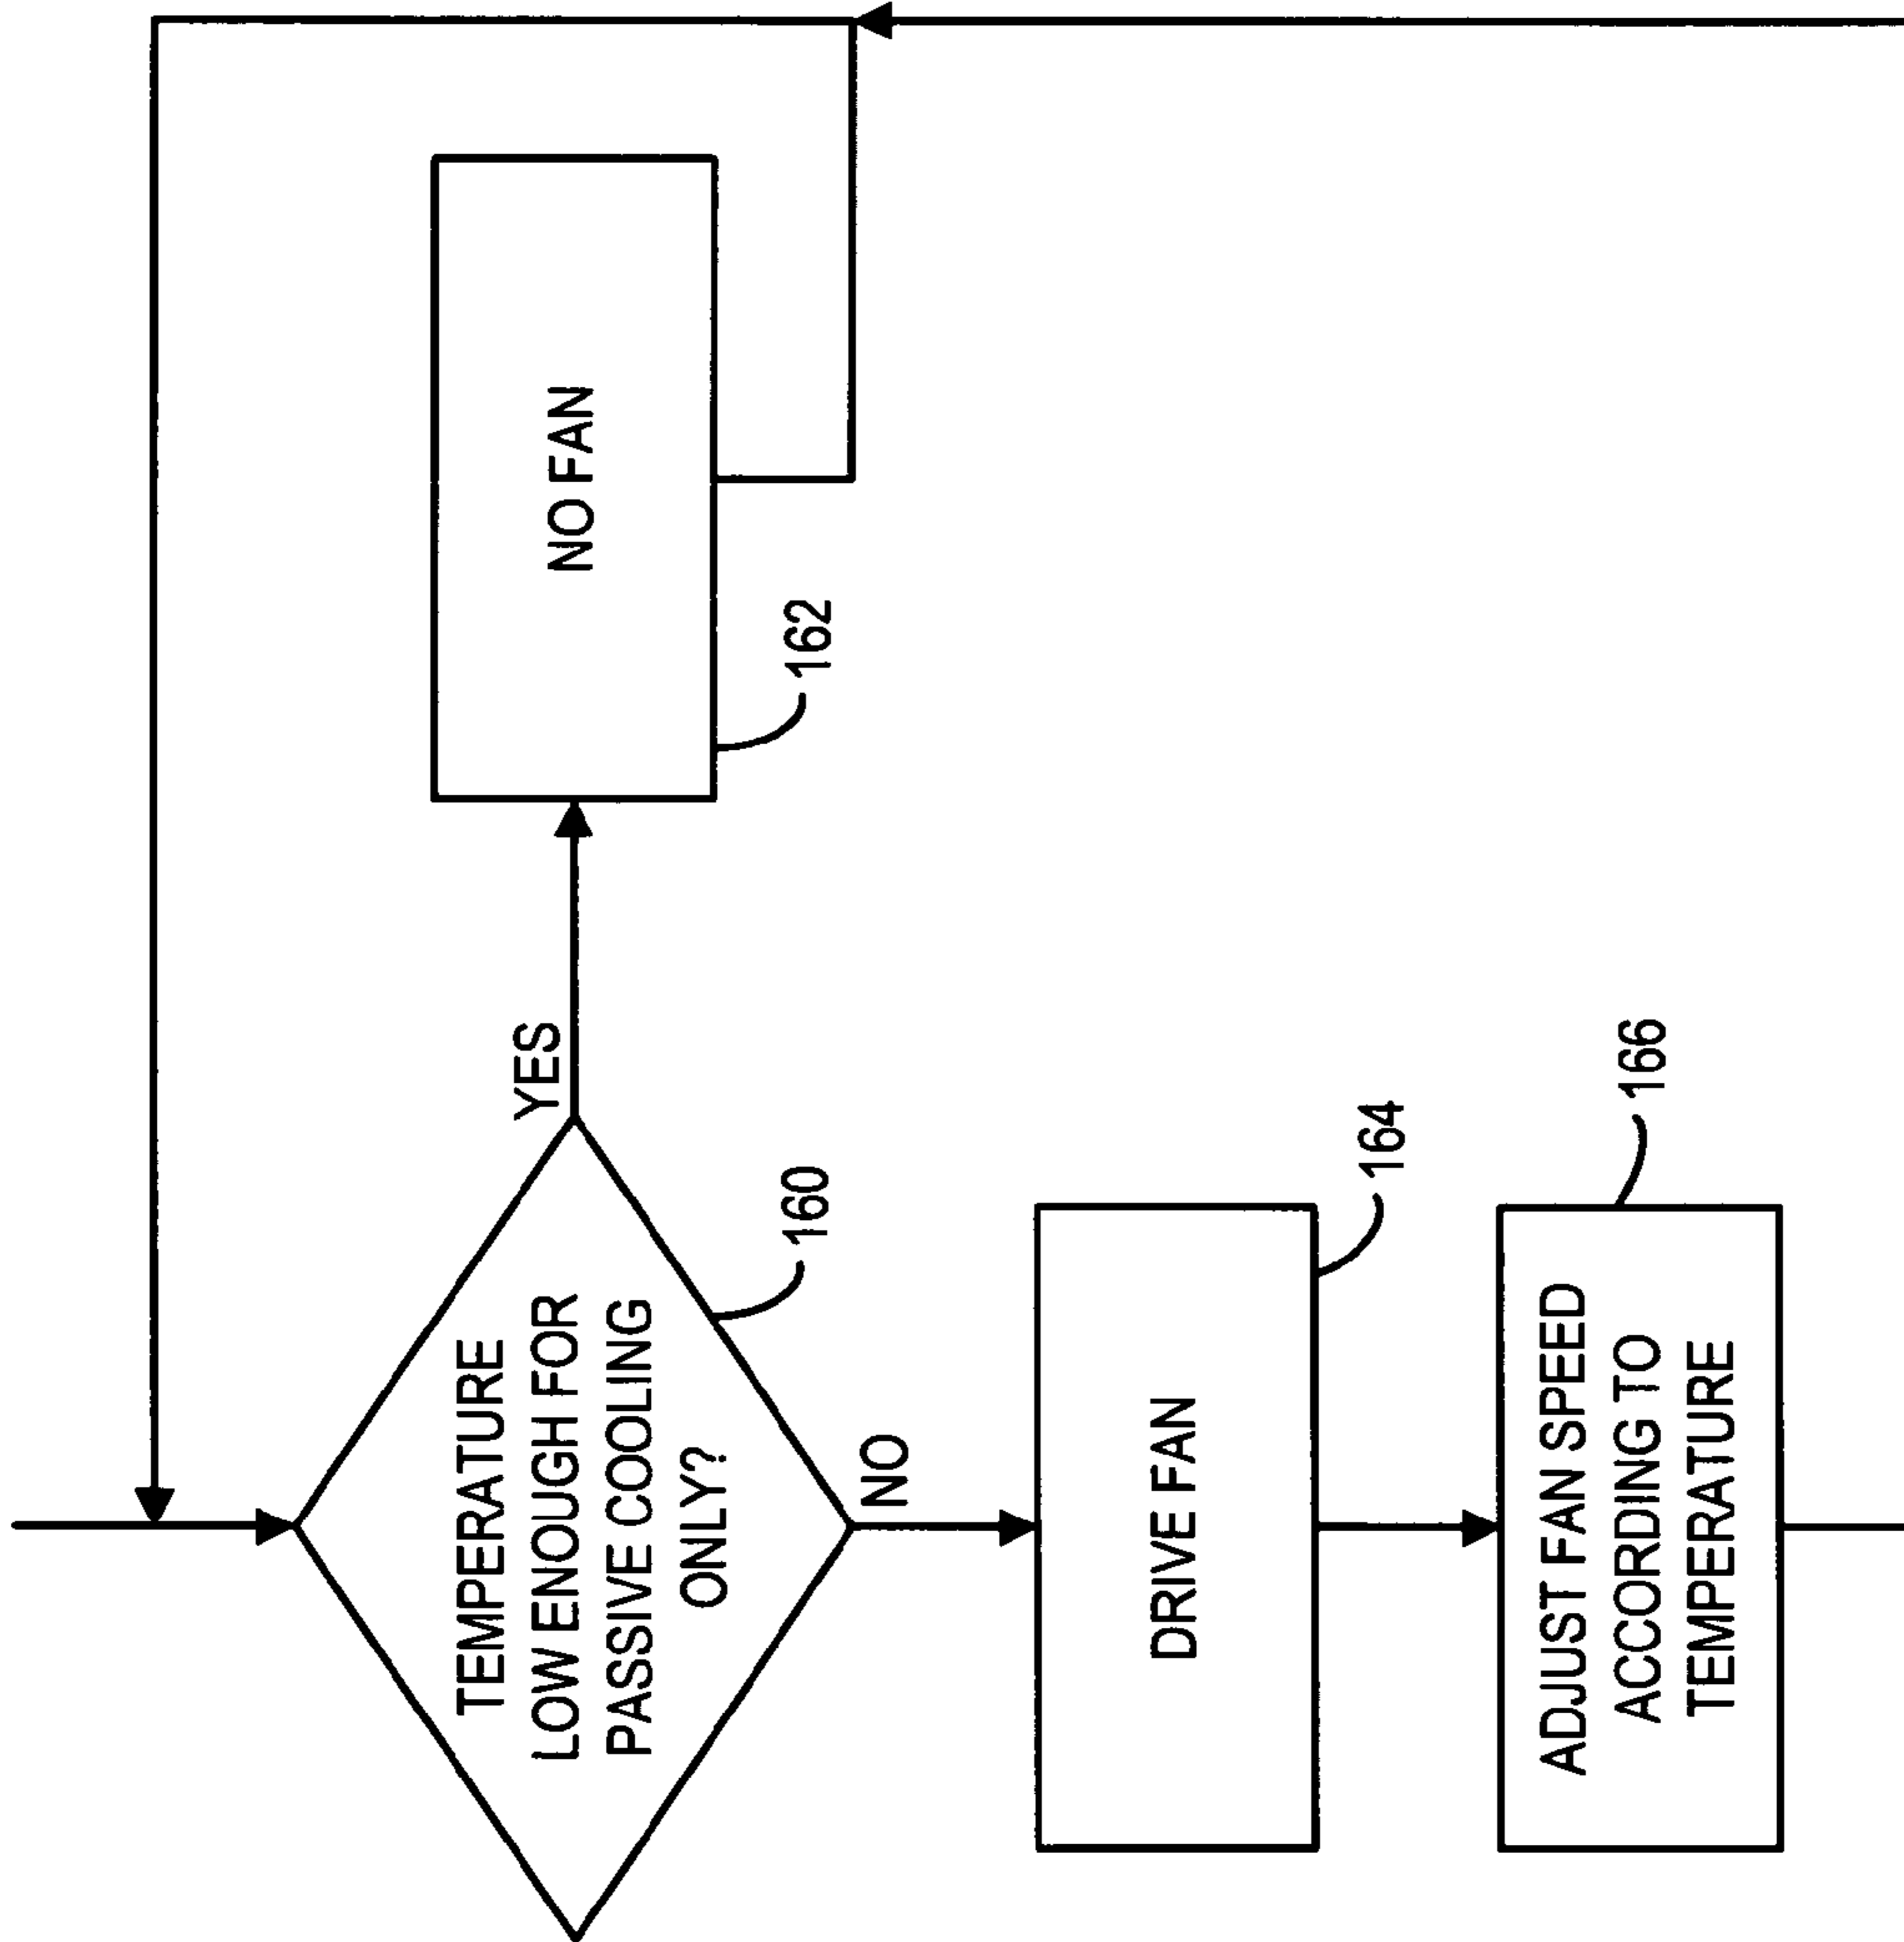 TEMPERATURE
LOW ENOUGH FOR
PASSIVE COOLING
ONLY?
160
YES
NO FAN
162
NO
DRIVE FAN
164
ADJUST FAN SPEED
ACCORDING TO
TEMPERATURE
166